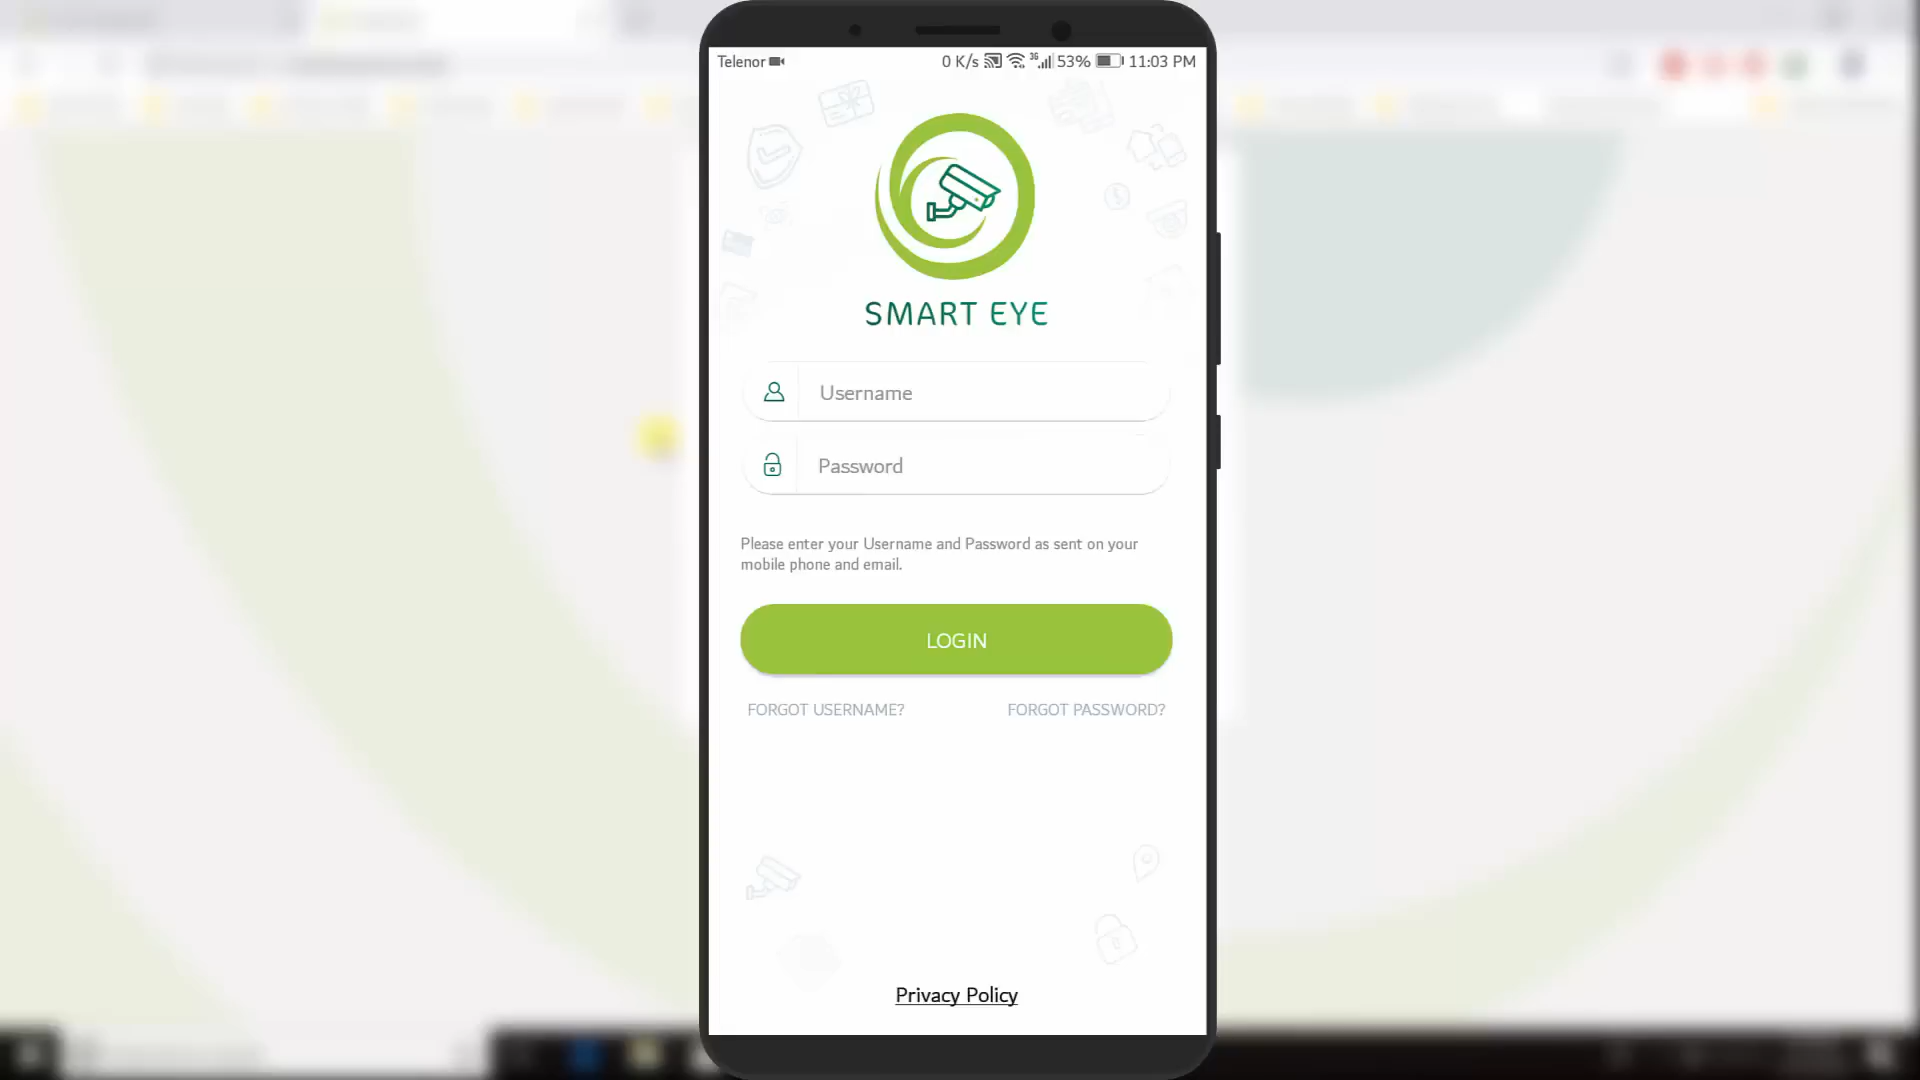 Telenor 0 K/s 3G 53% 11:03 PM
SMART EYE
Username
Password
Please enter your Username and Password as sent on your
mobile phone and email.
LOGIN
FORGOT USERNAME? FORGOT PASSWORD?
Privacy Policy